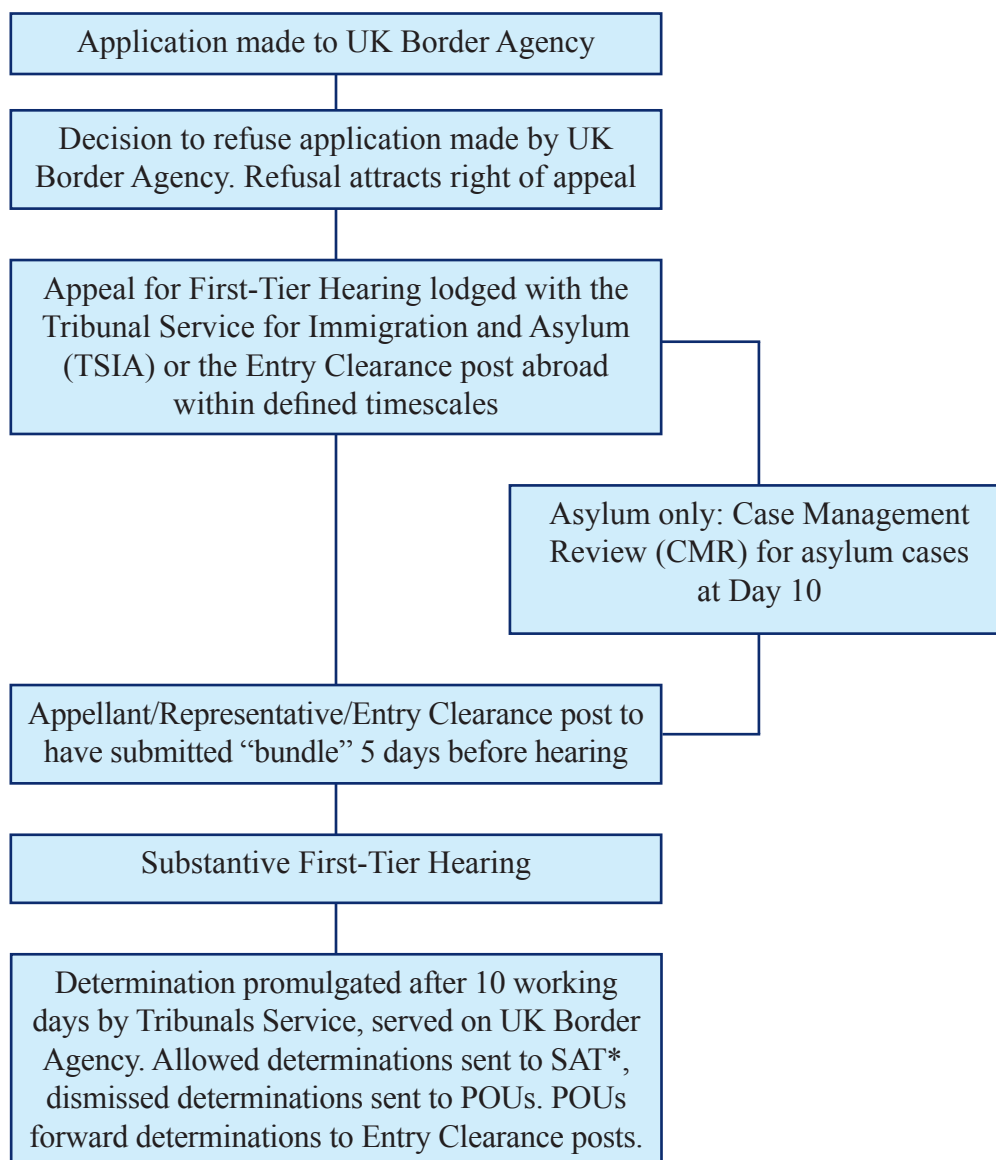 Application made to UK Border Agency
Decision to refuse application made by UK
Border Agency. Refusal attracts right of appeal
Appeal for First-Tier Hearing lodged with the
Tribunal Service for Immigration and Asylum
(TSIA) or the Entry Clearance post abroad
within defined timescales
Asylum only: Case Management
Review (CMR) for asylum cases
at Day 10
Appellant/Representative/Entry Clearance post to
have submitted “bundle” 5 days before hearing
Substantive First-Tier Hearing
Determination promulgated after 10 working
days by Tribunals Service, served on UK Border
Agency. Allowed determinations sent to SAT*,
dismissed determinations sent to POUs. POUs
forward determinations to Entry Clearance posts.